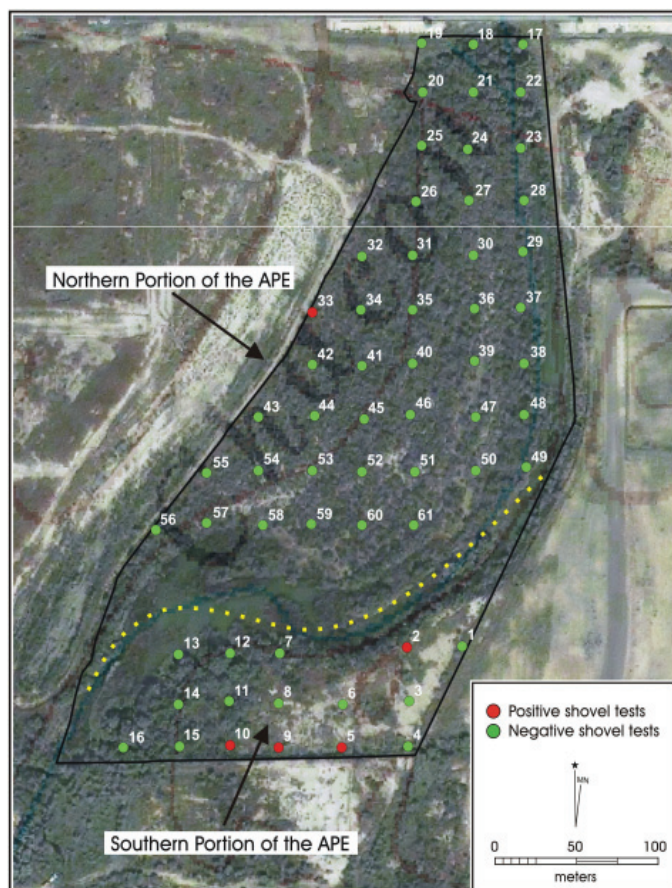 19 18 17
20 21 22
25 24 23
26 27 28
32 31 30 29
Northern Portion of the APE
33 34 35 36 37
42 41 40 39 38
43 44 45 46 47 48
55 54 53 52 51 50 49
56 57 58 59 60 61
13 12 7 2 1
14 11 8 6 3
16 15 10 9 5 4
Southern Portion of the APE
Positive shovel tests
Negative shovel tests
MN
0 50 100
meters